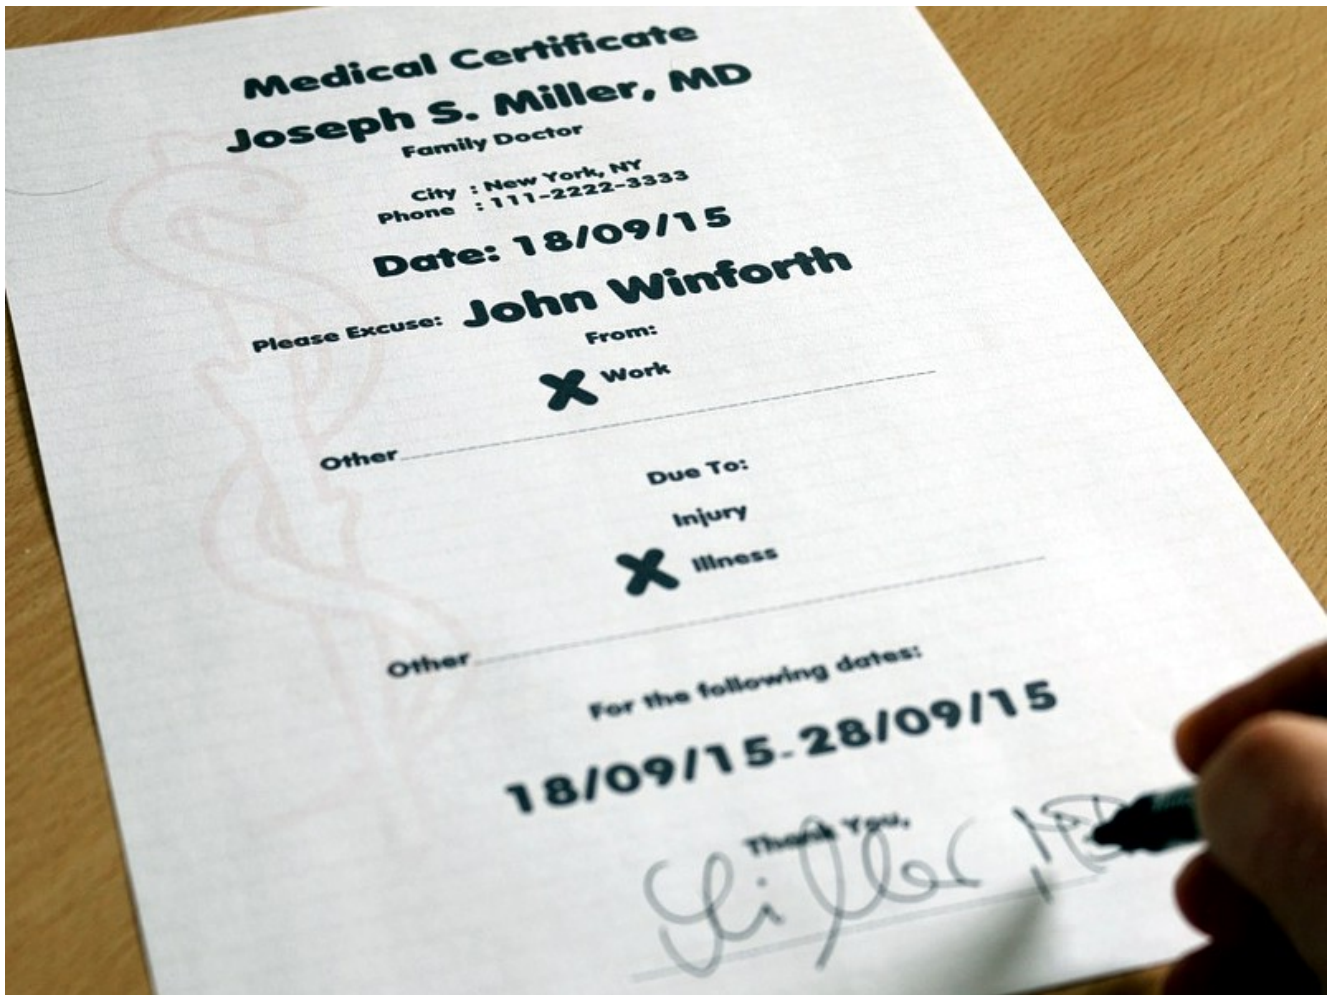 Medical Certificate
Joseph S. Miller, MD
Family Doctor
City : New York, NY
Phone : 111-2222-3333
Date: 18/09/15
Please Excuse: John Winforth
From:
X Work
Other
Due To:
Injury
X Illness
Other
For the following dates:
18/09/15-28/09/15
Thank You,
Miller, MD